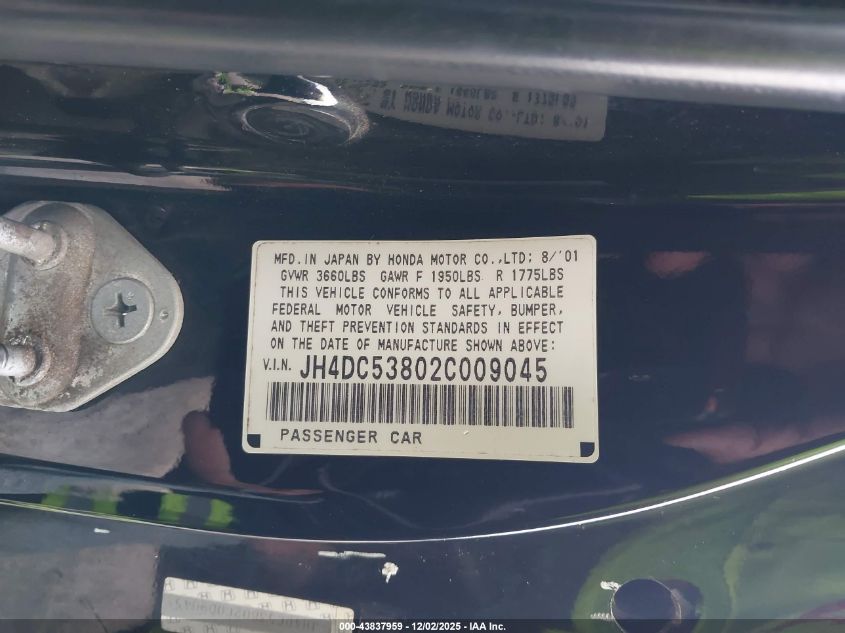 MFD. IN JAPAN BY HONDA MOTOR CO.,LTD; 8/'01
GVWR 3660LBS GAWR F 1950LBS R 1775LBS
THIS VEHICLE CONFORMS TO ALL APPLICABLE
FEDERAL MOTOR VEHICLE SAFETY, BUMPER,
AND THEFT PREVENTION STANDARDS IN EFFECT
ON THE DATE OF MANUFACTURE SHOWN ABOVE:
V.I.N. JH4DC53802C009045
PASSENGER CAR
000-43837959 - 12/02/2025 - IAA Inc.